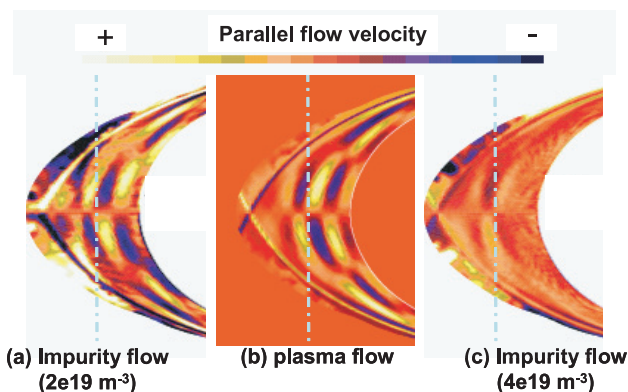 + Parallel flow velocity -
(a) Impurity flow
(2e19 m⁻³)
(b) plasma flow
(c) Impurity flow
(4e19 m⁻³)